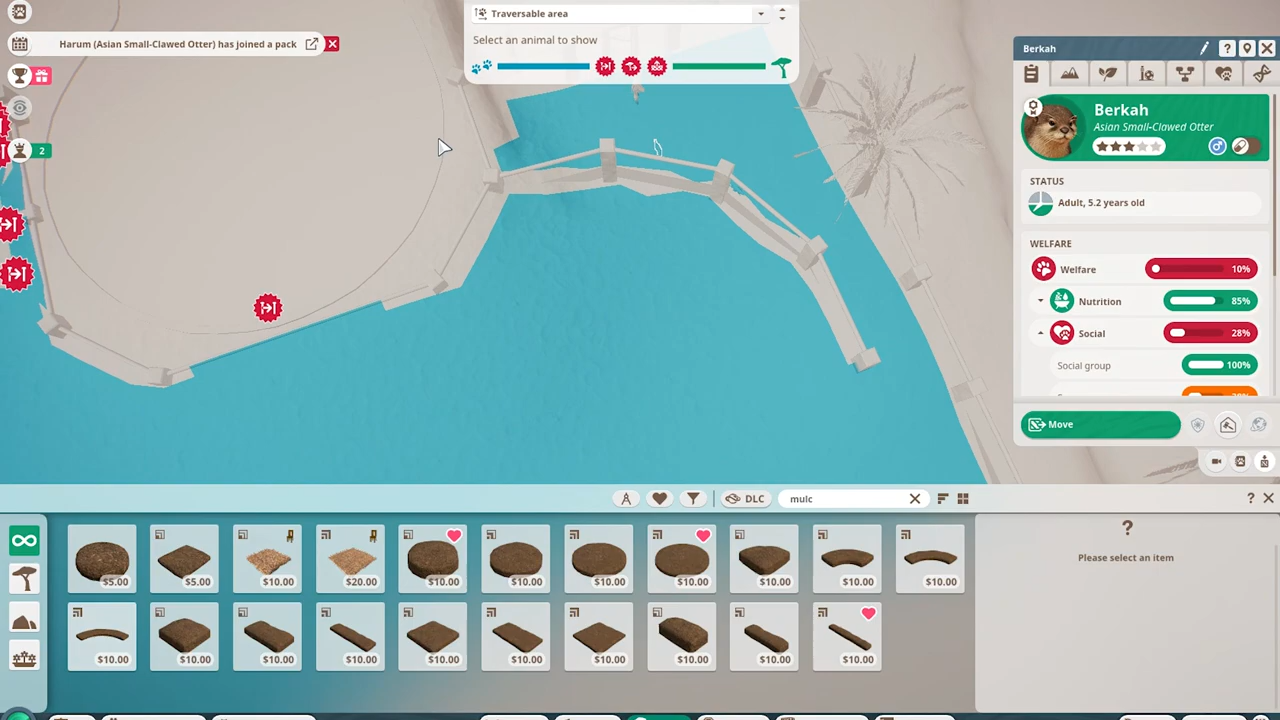 Traversable area
Select an animal to show
Harum (Asian Small-Clawed Otter) has joined a pack
2
Berkah
Berkah
Asian Small-Clawed Otter
STATUS
Adult, 5.2 years old
WELFARE
Welfare 10%
Nutrition 85%
Social 28%
Social group 100%
Move
DLC mulc
$5.00 $5.00 $10.00 $20.00 $10.00 $10.00 $10.00 $10.00 $10.00 $10.00 $10.00
Please select an item
$10.00 $10.00 $10.00 $10.00 $10.00 $10.00 $10.00 $10.00 $10.00 $10.00